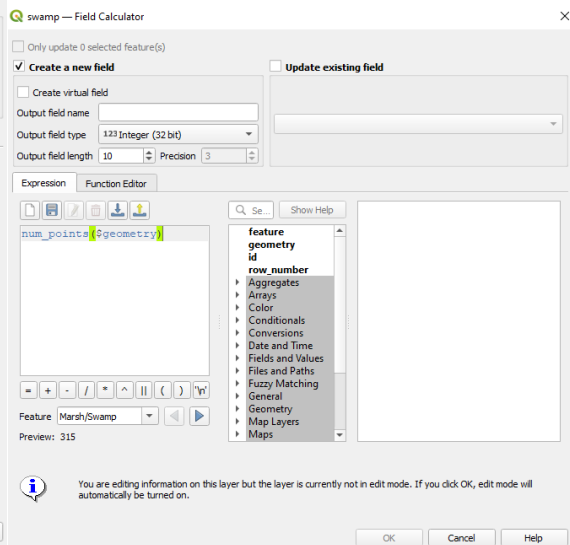 swamp — Field Calculator
Only update 0 selected feature(s)
Create a new field
Update existing field
Create virtual field
Output field name
Output field type 123 Integer (32 bit)
Output field length 10 Precision 3
Expression Function Editor
Se... Show Help
num_points($geometry)
feature
geometry
id
row_number
Aggregates
Arrays
Color
Conditionals
Conversions
Date and Time
Fields and Values
Files and Paths
Fuzzy Matching
General
Geometry
Map Layers
Maps
= + - / * ^ || ( ) '\n'
Feature Marsh/Swamp
Preview: 315
You are editing information on this layer but the layer is currently not in edit mode. If you click OK, edit mode will
automatically be turned on.
OK Cancel Help